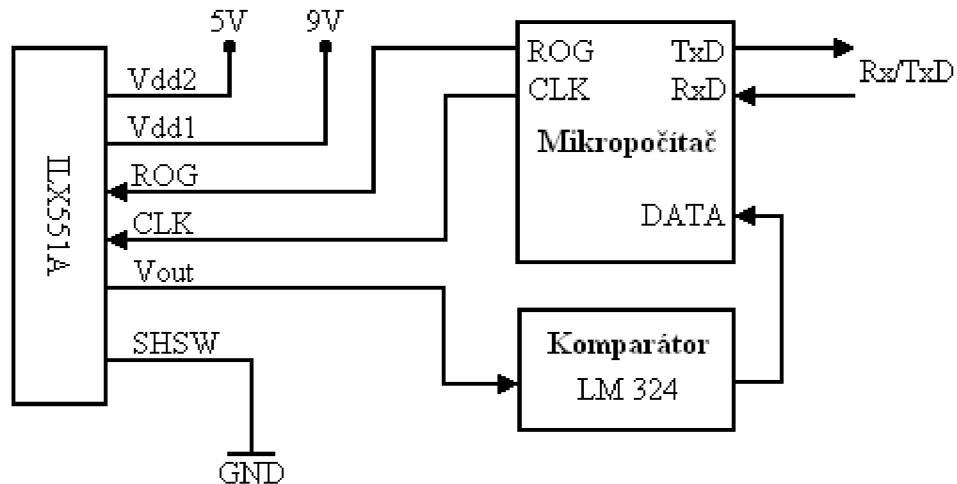 5V
9V
Vdd2
Vdd1
ROG
CLK
Vout
SHSW
GND
ILX551A
ROG
CLK
TxD
RxD
Mikropočítač
DATA
Rx/TxD
Komparátor
LM 324